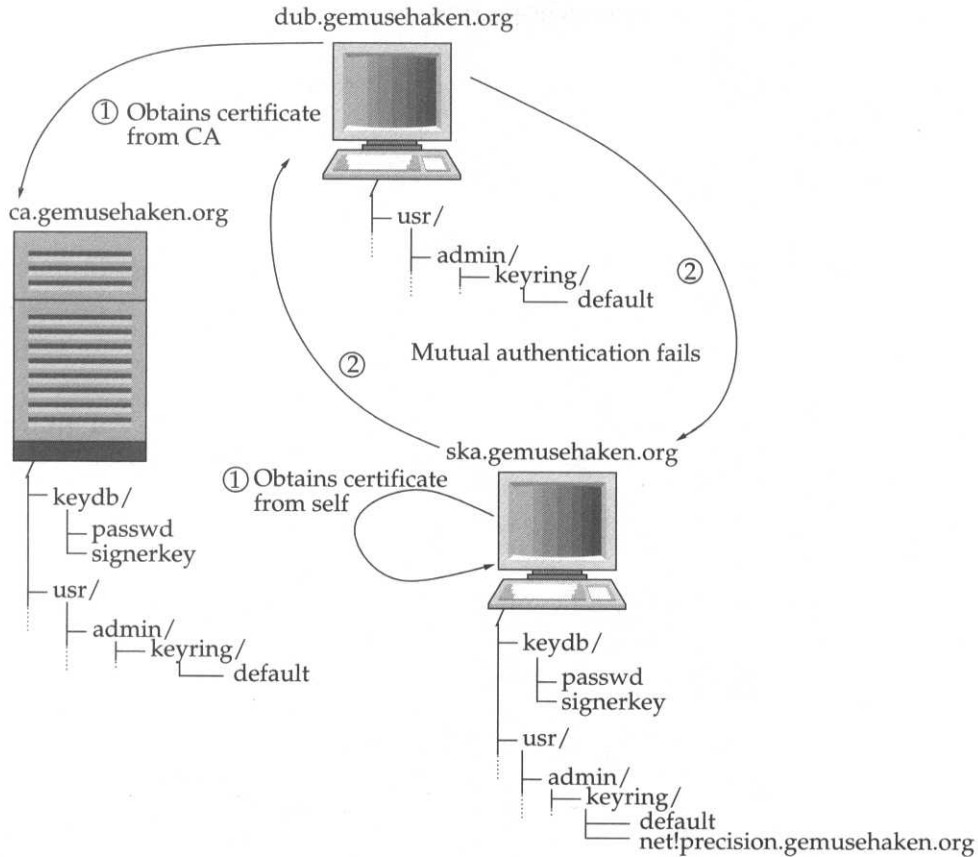 dub.gemusehaken.org
① Obtains certificate
from CA
ca.gemusehaken.org
usr/
admin/
keyring/
default
②
Mutual authentication fails
②
ska.gemusehaken.org
① Obtains certificate
from self
keydb/
passwd
signerkey
usr/
admin/
keyring/
default
keydb/
passwd
signerkey
usr/
admin/
keyring/
default
net!precision.gemusehaken.org